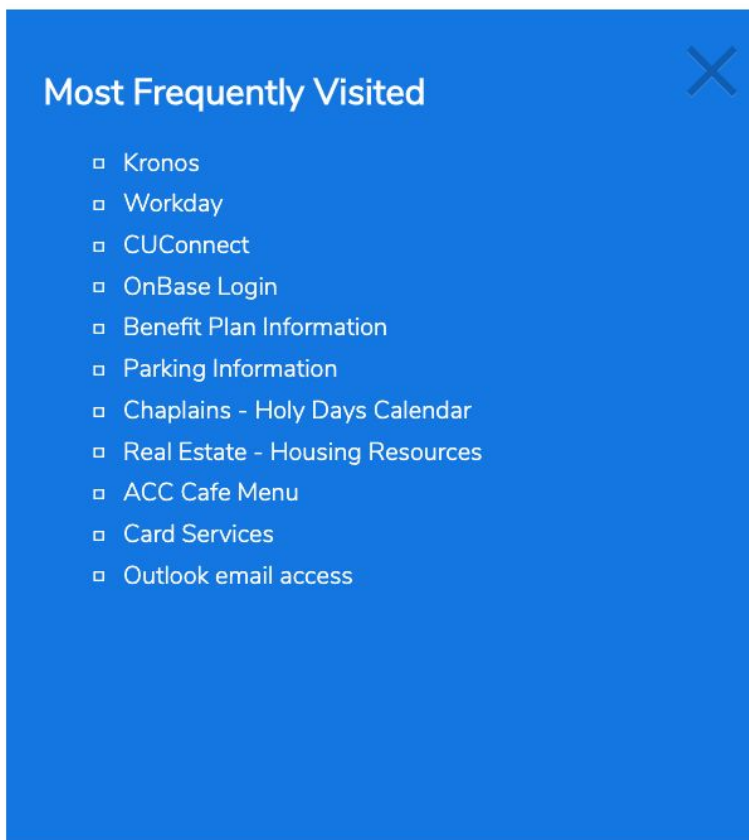 Most Frequently Visited
Kronos
Workday
CUConnect
OnBase Login
Benefit Plan Information
Parking Information
Chaplains - Holy Days Calendar
Real Estate - Housing Resources
ACC Cafe Menu
Card Services
Outlook email access